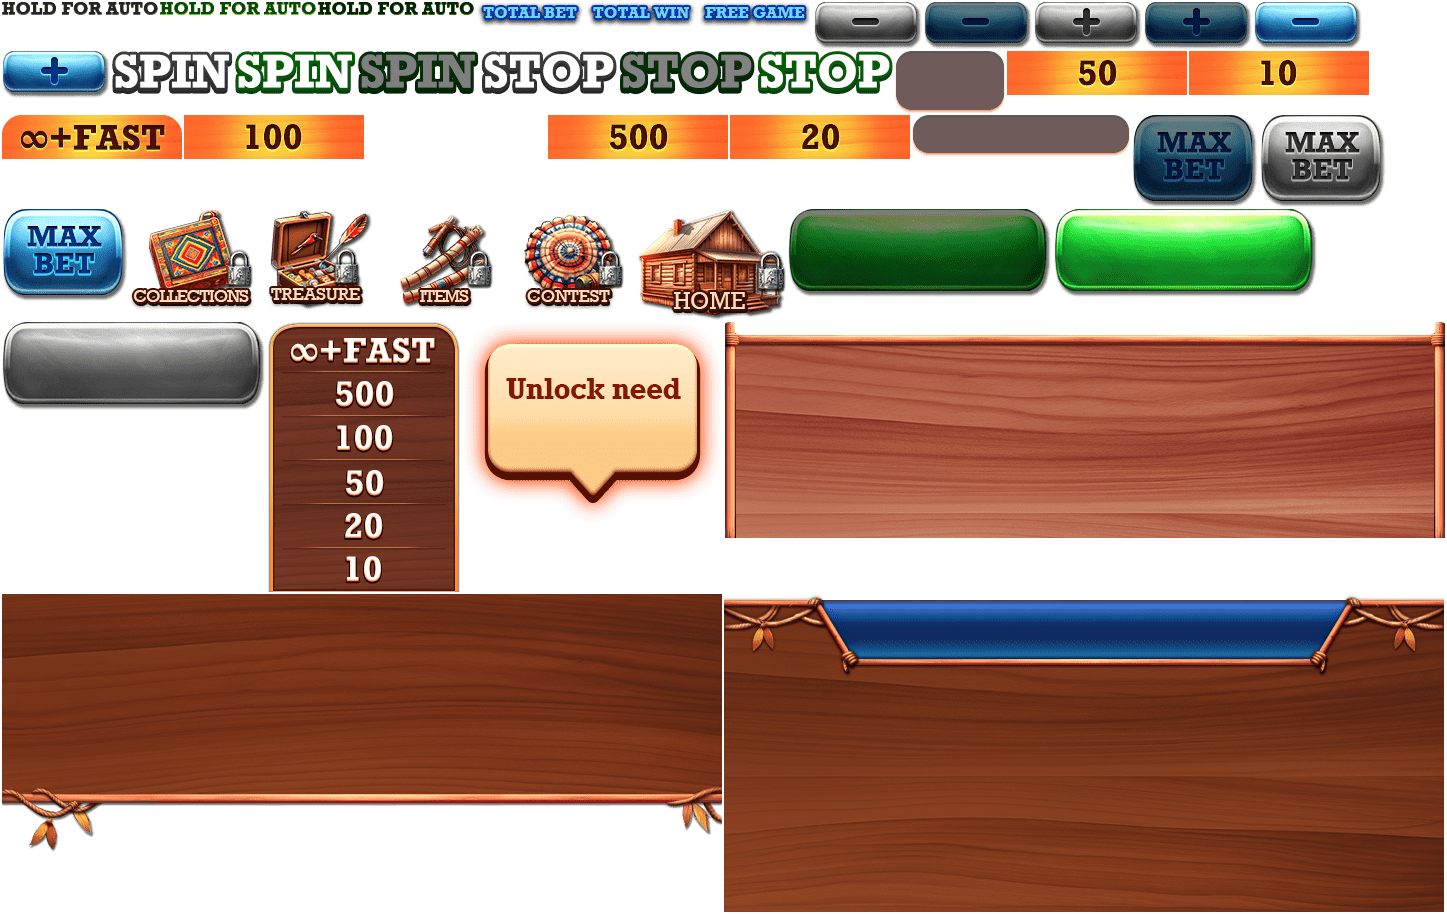 HOLD FOR AUTO HOLD FOR AUTO HOLD FOR AUTO TOTAL BET TOTAL WIN FREE GAME
SPIN SPIN SPIN STOP STOP STOP 50 10
∞+FAST 100 500 20
MAX BET
MAX BET
MAX BET
COLLECTIONS TREASURE ITEMS CONTEST HOME
∞+FAST
500
100
50
20
10
Unlock need